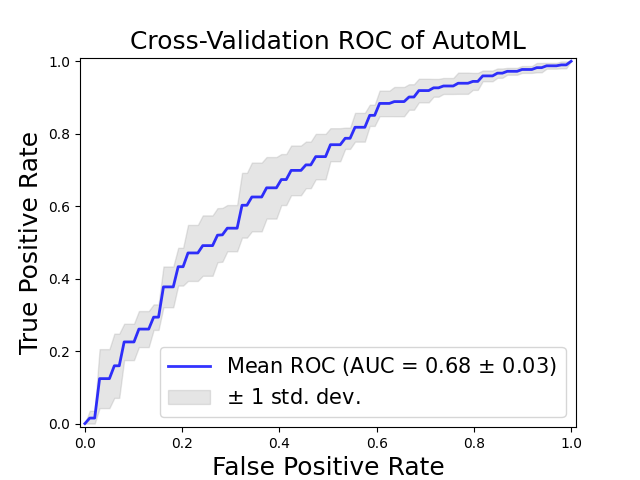 Cross-Validation ROC of AutoML
True Positive Rate
1.0
0.8
0.6
0.4
0.2
0.0
Mean ROC (AUC = 0.68 ± 0.03)
± 1 std. dev.
0.0 0.2 0.4 0.6 0.8 1.0
False Positive Rate